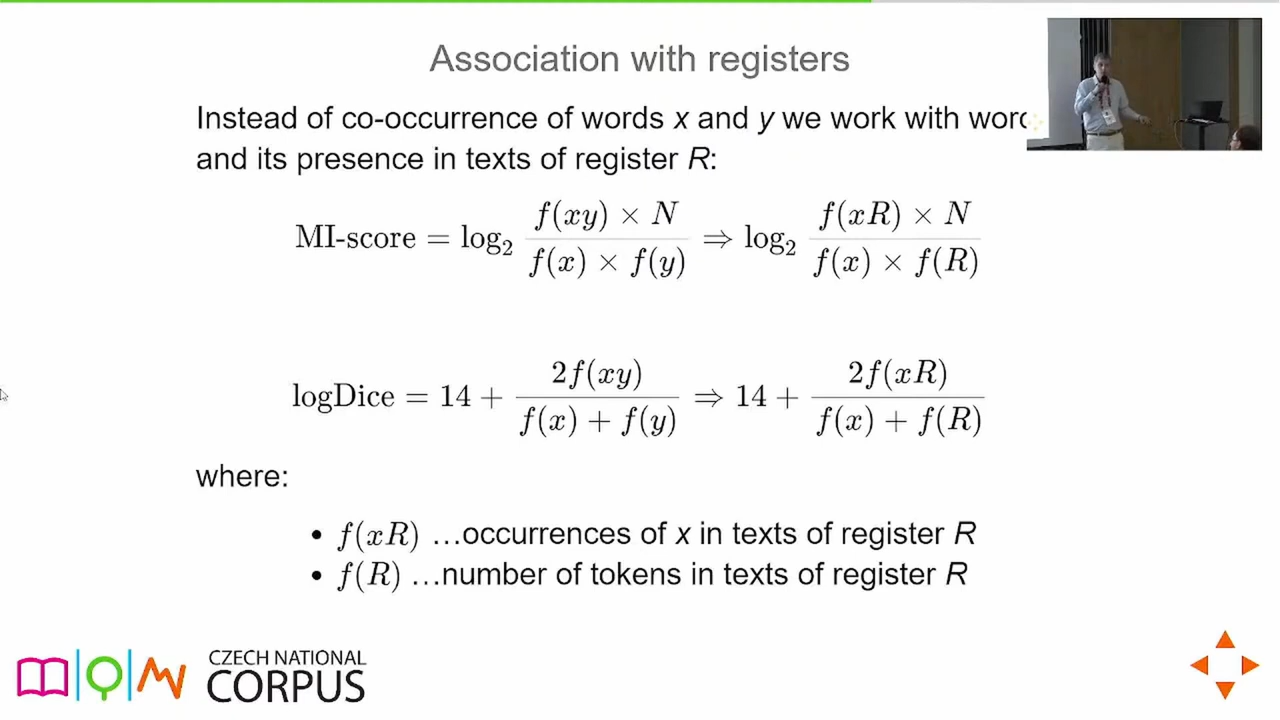 Association with registers
Instead of co-occurrence of words x and y we work with
and its presence in texts of register R:
MI-score = log₂ f(xy) × N / f(x) × f(y) ⇒ log₂ f(xR) × N / f(x) × f(R)
logDice = 14 + 2f(xy) / f(x) + f(y) ⇒ 14 + 2f(xR) / f(x) + f(R)
where:
• f(xR) …occurrences of x in texts of register R
• f(R) …number of tokens in texts of register R
CZECH NATIONAL
CORPUS